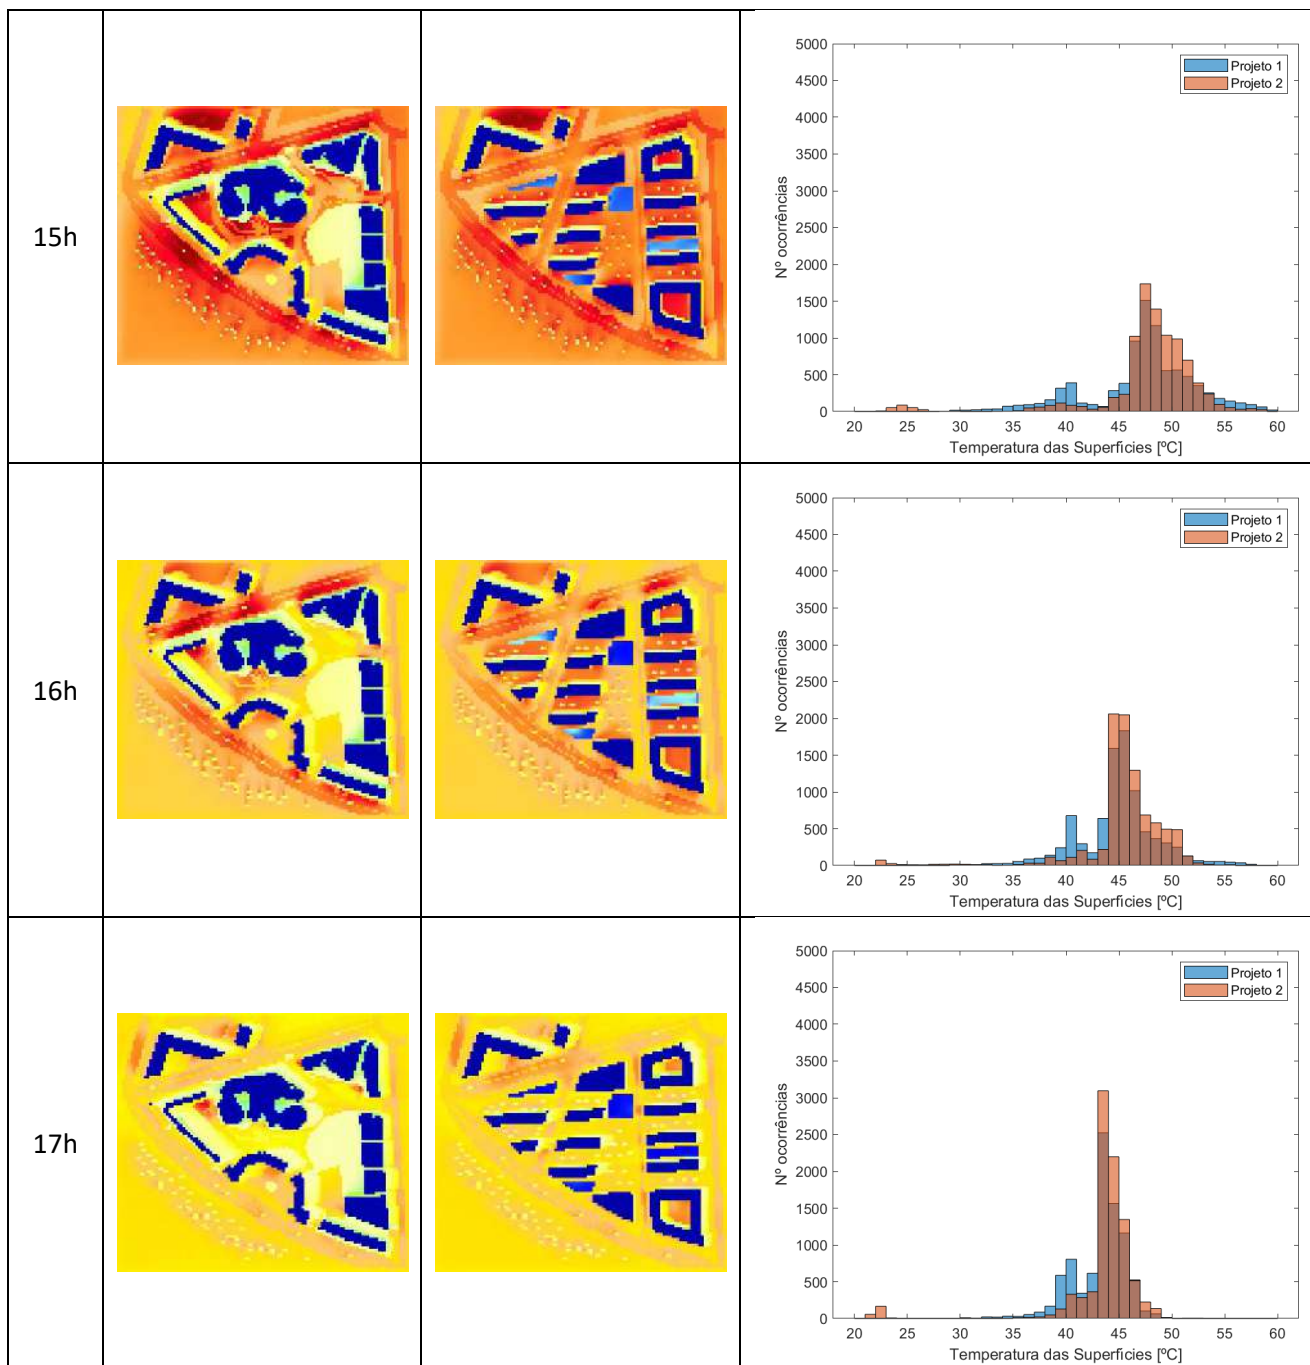 15h
5000
4500
4000
3500
3000
2500
2000
1500
1000
500
0
Nº ocorrências
Projeto 1
Projeto 2
20 25 30 35 40 45 50 55 60
Temperatura das Superfícies [ºC]
16h
5000
4500
4000
3500
3000
2500
2000
1500
1000
500
0
Nº ocorrências
Projeto 1
Projeto 2
20 25 30 35 40 45 50 55 60
Temperatura das Superfícies [ºC]
17h
5000
4500
4000
3500
3000
2500
2000
1500
1000
500
0
Nº ocorrências
Projeto 1
Projeto 2
20 25 30 35 40 45 50 55 60
Temperatura das Superfícies [ºC]